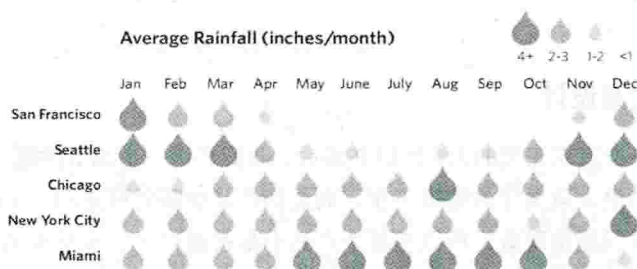 Average Rainfall (inches/month)
4+ 2-3 1-2 <1
Jan Feb Mar Apr May June July Aug Sep Oct Nov Dec
San Francisco
Seattle
Chicago
New York City
Miami